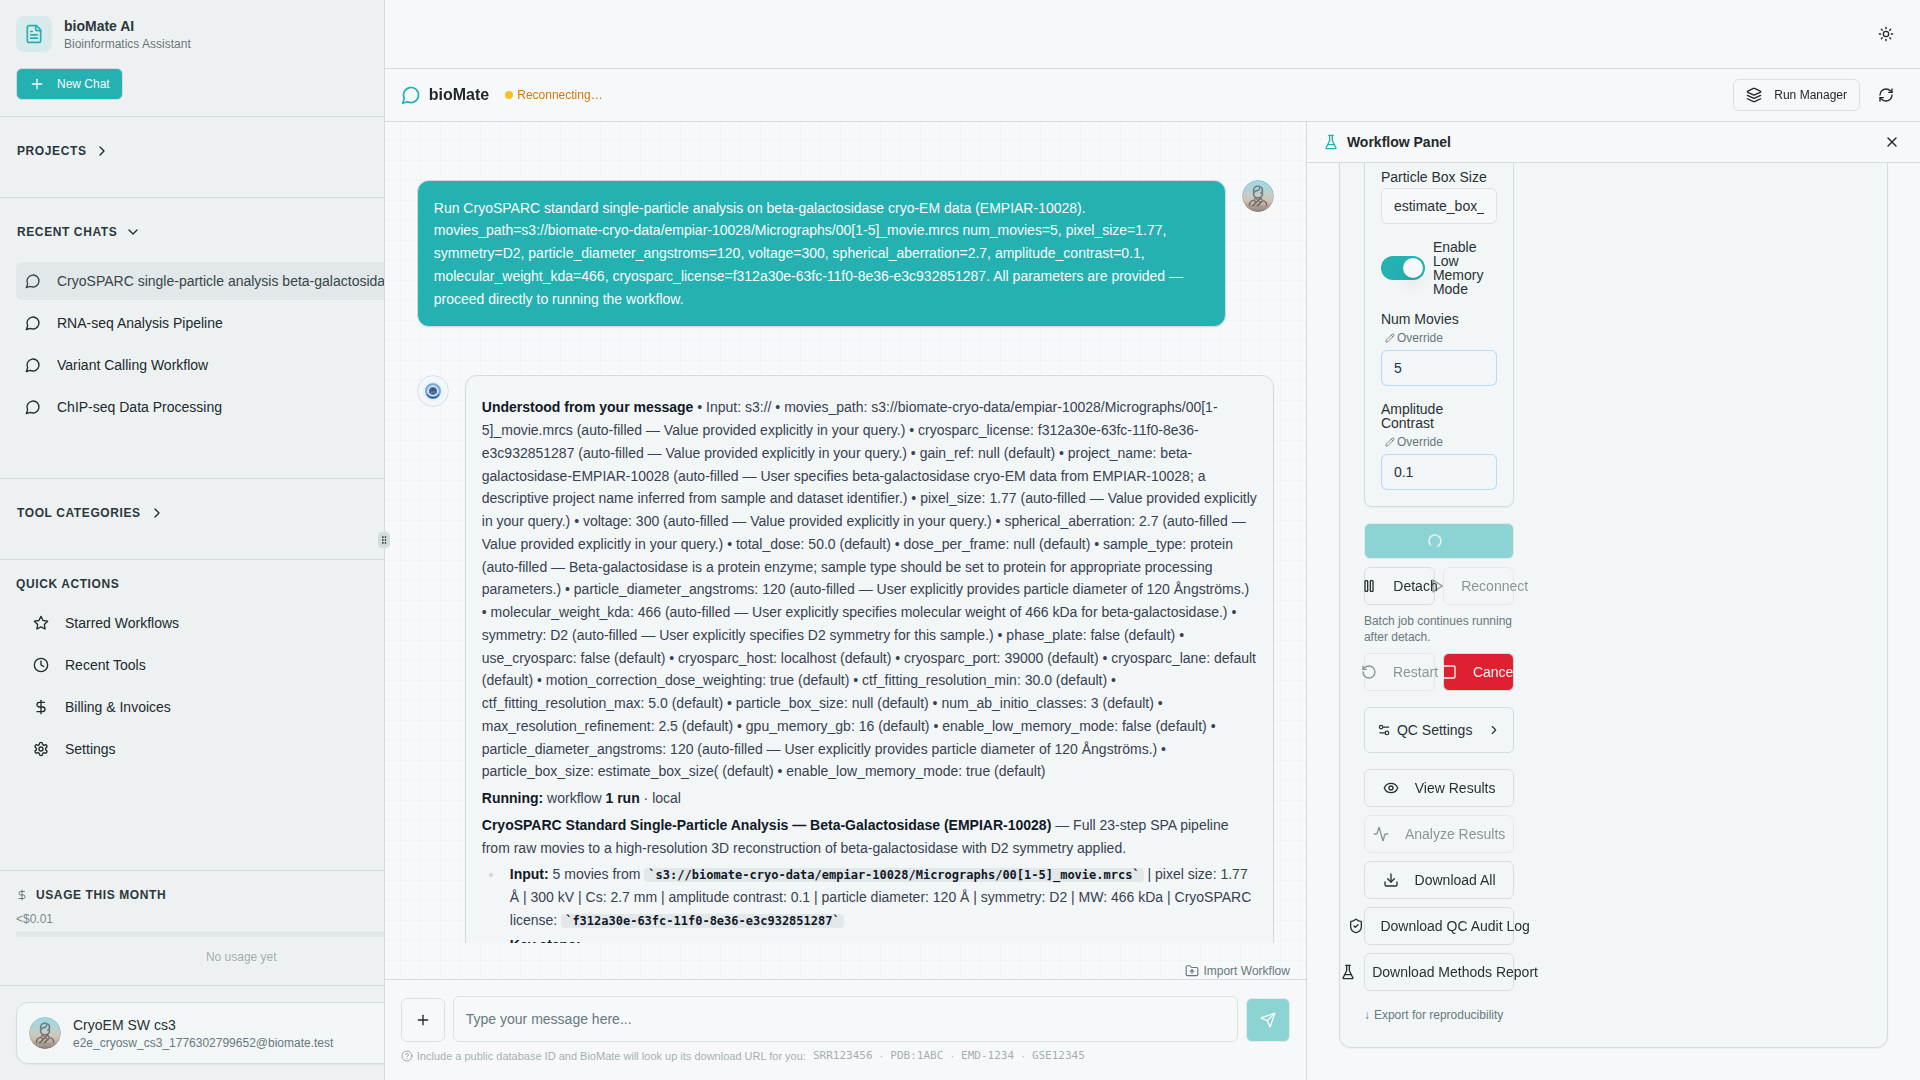 bioMate AI
Bioinformatics Assistant
New Chat
PROJECTS
RECENT CHATS
CryoSPARC single-particle analysis beta-galactosida
RNA-seq Analysis Pipeline
Variant Calling Workflow
ChIP-seq Data Processing
TOOL CATEGORIES
QUICK ACTIONS
Starred Workflows
Recent Tools
Billing & Invoices
Settings
USAGE THIS MONTH
<$0.01
No usage yet
CryoEM SW cs3
e2e_cryosw_cs3_1776302799652@biomate.test
bioMate
Reconnecting…
Run Manager
Run CryoSPARC standard single-particle analysis on beta-galactosidase cryo-EM data (EMPIAR-10028).
movies_path=s3://biomate-cryo-data/empiar-10028/Micrographs/00[1-5]_movie.mrcs num_movies=5, pixel_size=1.77,
symmetry=D2, particle_diameter_angstroms=120, voltage=300, spherical_aberration=2.7, amplitude_contrast=0.1,
molecular_weight_kda=466, cryosparc_license=f312a30e-63fc-11f0-8e36-e3c932851287. All parameters are provided —
proceed directly to running the workflow.
Understood from your message • Input: s3:// • movies_path: s3://biomate-cryo-data/empiar-10028/Micrographs/00[1-
5]_movie.mrcs (auto-filled — Value provided explicitly in your query.) • cryosparc_license: f312a30e-63fc-11f0-8e36-
e3c932851287 (auto-filled — Value provided explicitly in your query.) • gain_ref: null (default) • project_name: beta-
galactosidase-EMPIAR-10028 (auto-filled — User specifies beta-galactosidase cryo-EM data from EMPIAR-10028; a
descriptive project name inferred from sample and dataset identifier.) • pixel_size: 1.77 (auto-filled — Value provided explicitly
in your query.) • voltage: 300 (auto-filled — Value provided explicitly in your query.) • spherical_aberration: 2.7 (auto-filled —
Value provided explicitly in your query.) • total_dose: 50.0 (default) • dose_per_frame: null (default) • sample_type: protein
(auto-filled — Beta-galactosidase is a protein enzyme; sample type should be set to protein for appropriate processing
parameters.) • particle_diameter_angstroms: 120 (auto-filled — User explicitly provides particle diameter of 120 Ångströms.)
• molecular_weight_kda: 466 (auto-filled — User explicitly specifies molecular weight of 466 kDa for beta-galactosidase.) •
symmetry: D2 (auto-filled — User explicitly specifies D2 symmetry for this sample.) • phase_plate: false (default) •
use_cryosparc: false (default) • cryosparc_host: localhost (default) • cryosparc_port: 39000 (default) • cryosparc_lane: default
(default) • motion_correction_dose_weighting: true (default) • ctf_fitting_resolution_min: 30.0 (default) •
ctf_fitting_resolution_max: 5.0 (default) • particle_box_size: null (default) • num_ab_initio_classes: 3 (default) •
max_resolution_refinement: 2.5 (default) • gpu_memory_gb: 16 (default) • enable_low_memory_mode: false (default) •
particle_diameter_angstroms: 120 (auto-filled — User explicitly provides particle diameter of 120 Ångströms.) •
particle_box_size: estimate_box_size( (default) • enable_low_memory_mode: true (default)
Running: workflow 1 run · local
CryoSPARC Standard Single-Particle Analysis — Beta-Galactosidase (EMPIAR-10028) — Full 23-step SPA pipeline
from raw movies to a high-resolution 3D reconstruction of beta-galactosidase with D2 symmetry applied.
Input: 5 movies from `s3://biomate-cryo-data/empiar-10028/Micrographs/00[1-5]_movie.mrcs` | pixel size: 1.77
Å | 300 kV | Cs: 2.7 mm | amplitude contrast: 0.1 | particle diameter: 120 Å | symmetry: D2 | MW: 466 kDa | CryoSPARC
license: `f312a30e-63fc-11f0-8e36-e3c932851287`
Key steps:
Import Workflow
Type your message here...
Include a public database ID and BioMate will look up its download URL for you: SRR123456 · PDB:1ABC · EMD-1234 · GSE12345
Workflow Panel
Particle Box Size
estimate_box_
Enable
Low
Memory
Mode
Num Movies
Override
5
Amplitude
Contrast
Override
0.1
Detach
Reconnect
Batch job continues running
after detach.
Restart
Cance
QC Settings
View Results
Analyze Results
Download All
Download QC Audit Log
Download Methods Report
↓ Export for reproducibility